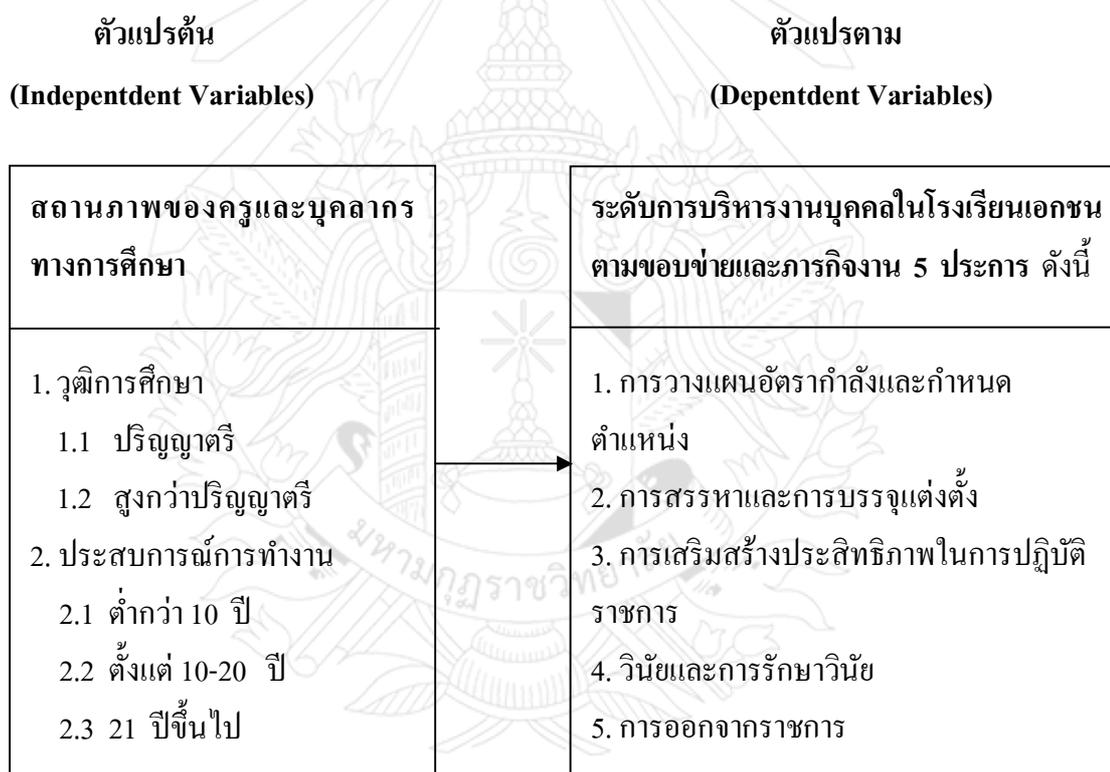 ตัวแปรต้น
(Indepentdent Variables)
ตัวแปรตาม
(Depentdent Variables)
สถานภาพของครูและบุคลากร
ทางการศึกษา
1. วุฒิการศึกษา
1.1 ปริญญาตรี
1.2 สูงกว่าปริญญาตรี
2. ประสบการณ์การทำงาน
2.1 ต่ำกว่า 10 ปี
2.2 ตั้งแต่ 10-20 ปี
2.3 21 ปีขึ้นไป
ระดับการบริหารงานบุคคลในโรงเรียนเอกชน
ตามขอบข่ายและภารกิจงาน 5 ประการ ดังนี้
1. การวางแผนอัตรากำลังและกำหนด
ตำแหน่ง
2. การสรรหาและการบรรจุแต่งตั้ง
3. การเสริมสร้างประสิทธิภาพในการปฏิบัติ
ราชการ
4. วินัยและการรักษาวินัย
5. การออกจากราชการ
มหามกุฏราชวิทยาลัย